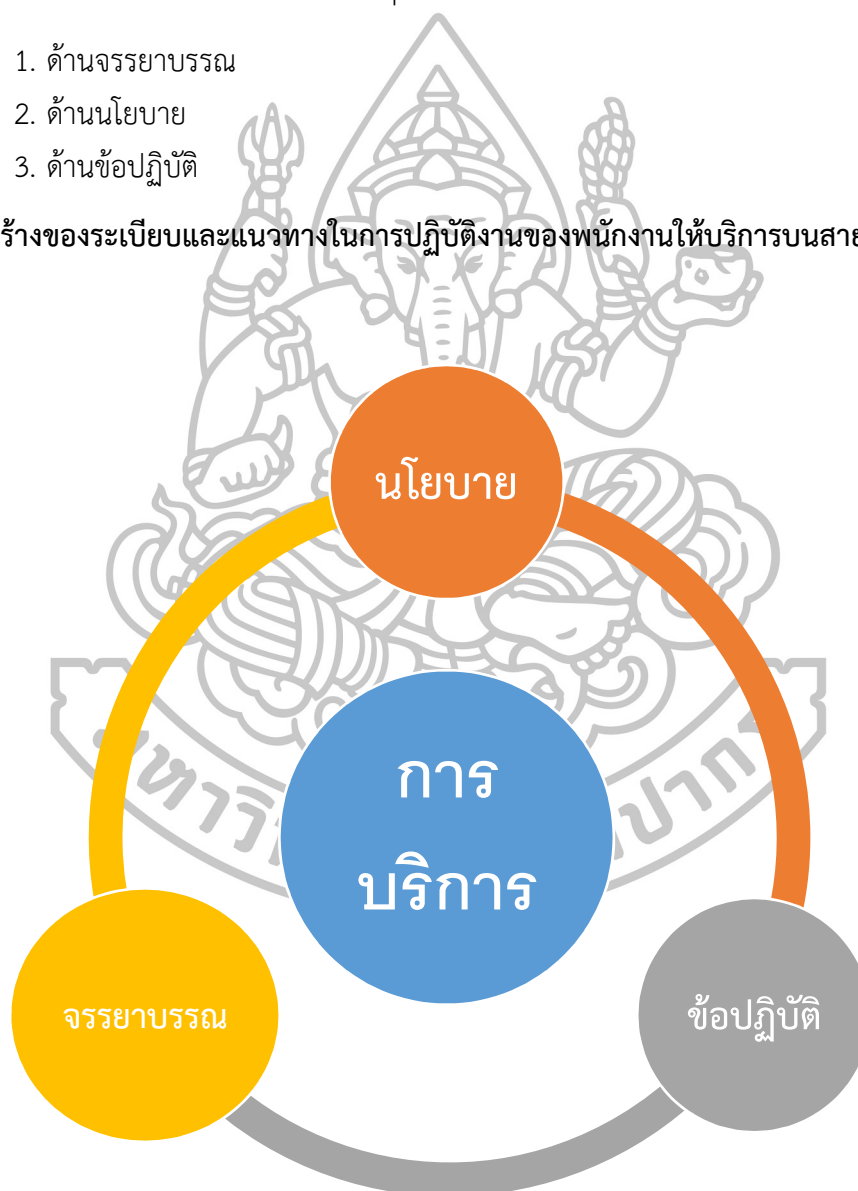 1. ด้านจรรยาบรรณ
2. ด้านนโยบาย
3. ด้านข้อปฏิบัติ
ร้างของระเบียบและแนวทางในการปฏิบัติงานของพนักงานให้บริการบนสาย
นโยบาย
การ
บริการ
จรรยาบรรณ
ข้อปฏิบัติ